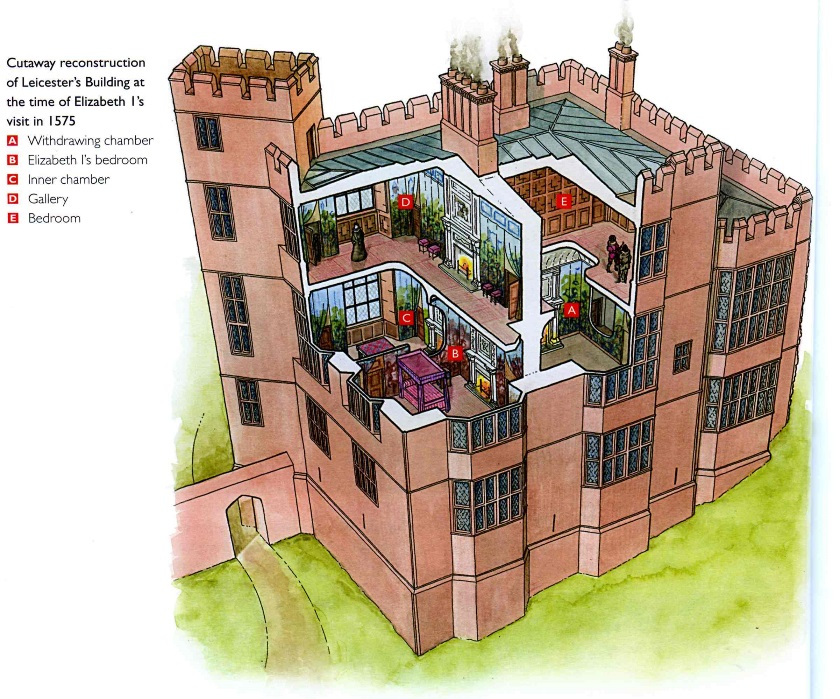 Cutaway reconstruction
of Leicester's Building at
the time of Elizabeth I's
visit in 1575
A Withdrawing chamber
B Elizabeth I's bedroom
C Inner chamber
D Gallery
E Bedroom
D
E
C
A
B